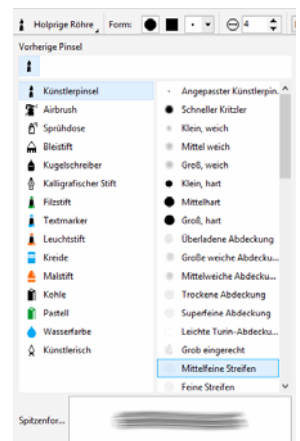 Holprige Röhre Form: 4
Vorherige Pinsel
Künstlerpinsel
Airbrush
Sprühdose
Bleistift
Kugelschreiber
Kalligrafischer Stift
Filzstift
Textmarker
Leuchtstift
Kreide
Malstift
Kohle
Pastell
Wasserfarbe
Künstlerisch
Angepasster Künstlerpin...
Schneller Kritzler
Klein, weich
Mittel weich
Groß, weich
Klein, hart
Mittelhart
Groß, hart
Überladene Abdeckung
Große weiche Abdecku...
Mittelweiche Abdecku...
Trockene Abdeckung
Superfeine Abdeckung
Leichte Turin-Abdecku...
Grob eingerecht
Mittelfeine Streifen
Feine Streifen
Spitzenfor...